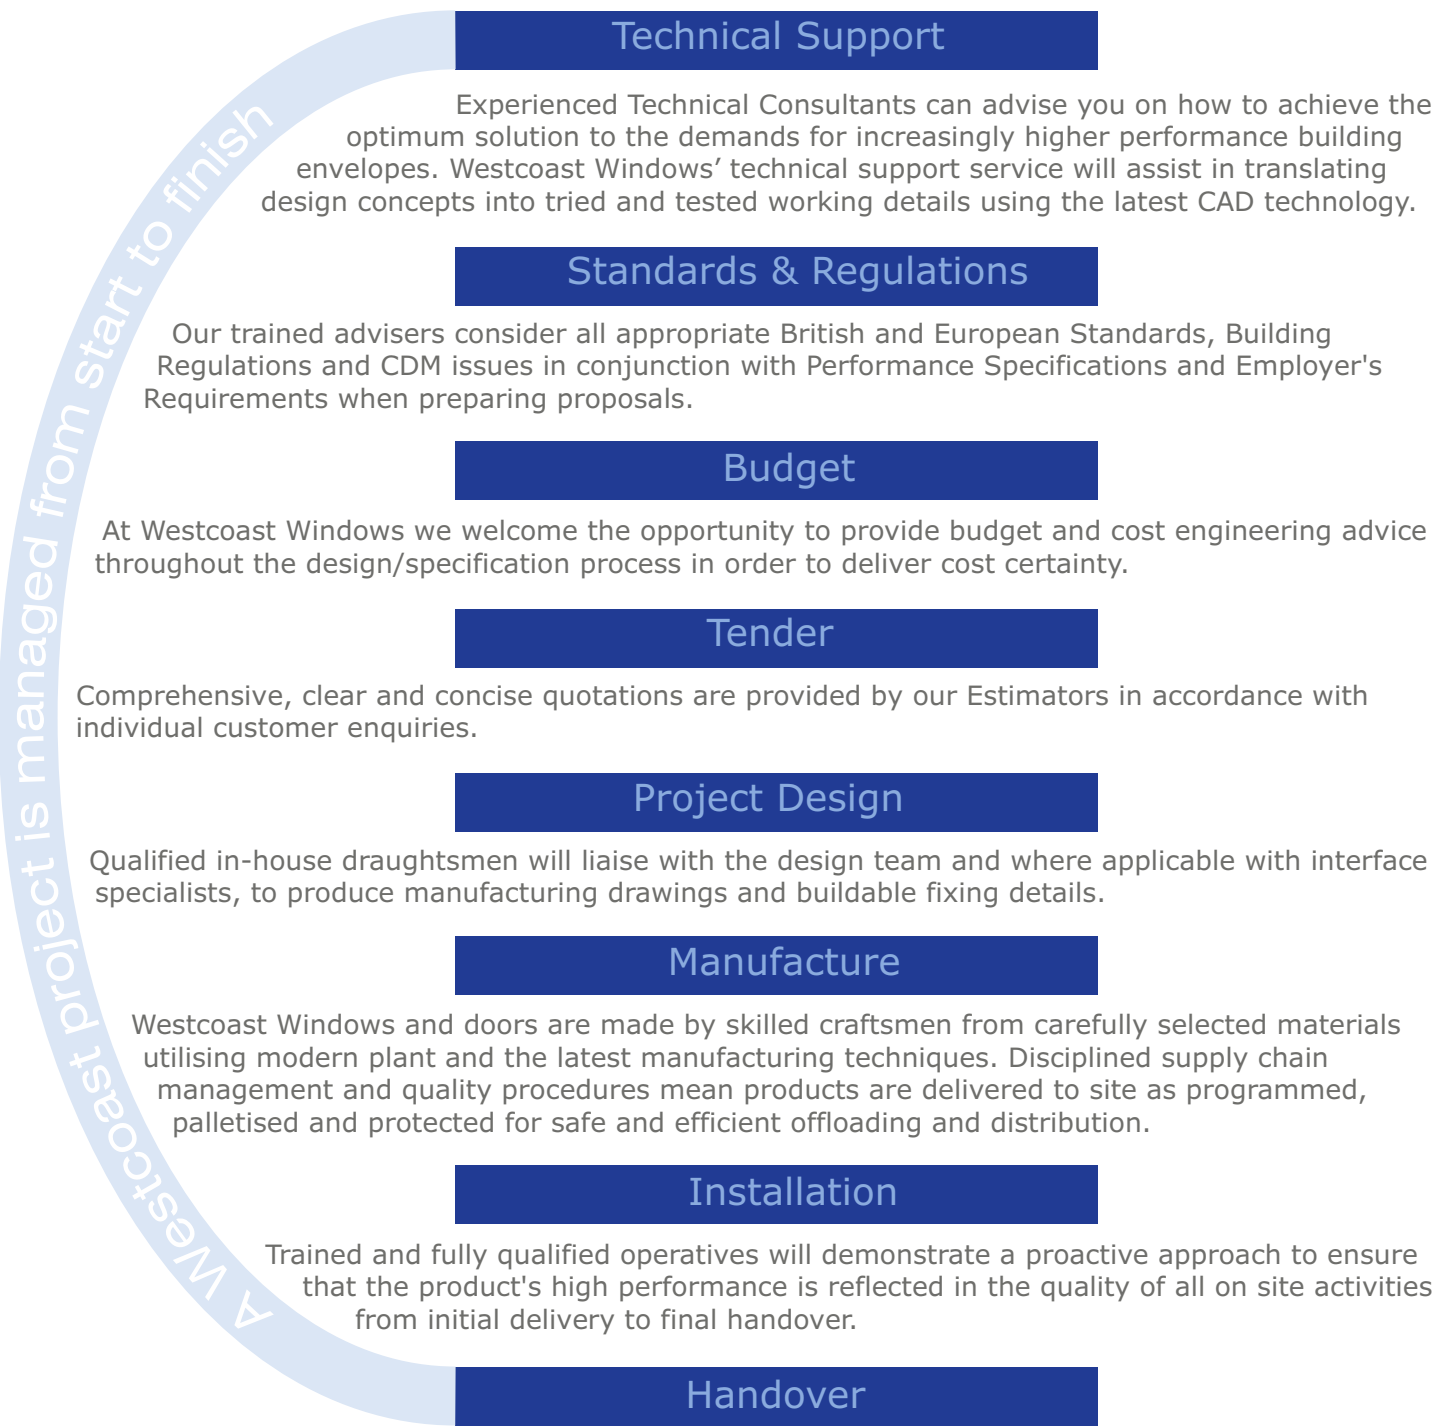 Technical Support
Experienced Technical Consultants can advise you on how to achieve the
optimum solution to the demands for increasingly higher performance building
envelopes. Westcoast Windows’ technical support service will assist in translating
design concepts into tried and tested working details using the latest CAD technology.
Standards & Regulations
Our trained advisers consider all appropriate British and European Standards, Building
Regulations and CDM issues in conjunction with Performance Specifications and Employer's
Requirements when preparing proposals.
Budget
At Westcoast Windows we welcome the opportunity to provide budget and cost engineering advice
throughout the design/specification process in order to deliver cost certainty.
Tender
Comprehensive, clear and concise quotations are provided by our Estimators in accordance with
individual customer enquiries.
Project Design
Qualified in-house draughtsmen will liaise with the design team and where applicable with interface
specialists, to produce manufacturing drawings and buildable fixing details.
Manufacture
Westcoast Windows and doors are made by skilled craftsmen from carefully selected materials
utilising modern plant and the latest manufacturing techniques. Disciplined supply chain
management and quality procedures mean products are delivered to site as programmed,
palletised and protected for safe and efficient offloading and distribution.
Installation
Trained and fully qualified operatives will demonstrate a proactive approach to ensure
that the product's high performance is reflected in the quality of all on site activities
from initial delivery to final handover.
Handover
A Westcoast project is managed from start to finish